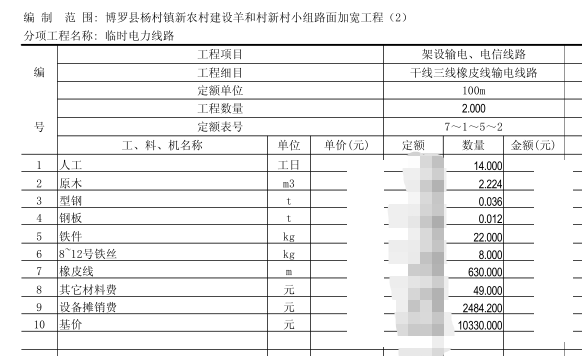 编 制 范 围: 博罗县杨村镇新农村建设羊和村新村小组路面加宽工程（2）
分项工程名称: 临时电力线路
编 号
工程项目 架设输电、电信线路
工程细目 干线三线橡皮线输电线路
定额单位 100m
工程数量 2.000
定额表号 7～1～5～2
工、料、机名称 单位 单价(元) 定额 数量 金额(元)
1 人工 工日 14.000
2 原木 m3 2.224
3 型钢 t 0.036
4 钢板 t 0.012
5 铁件 kg 22.000
6 8~12号铁丝 kg 8.000
7 橡皮线 m 630.000
8 其它材料费 元 49.000
9 设备摊销费 元 2484.200
10 基价 元 10330.000